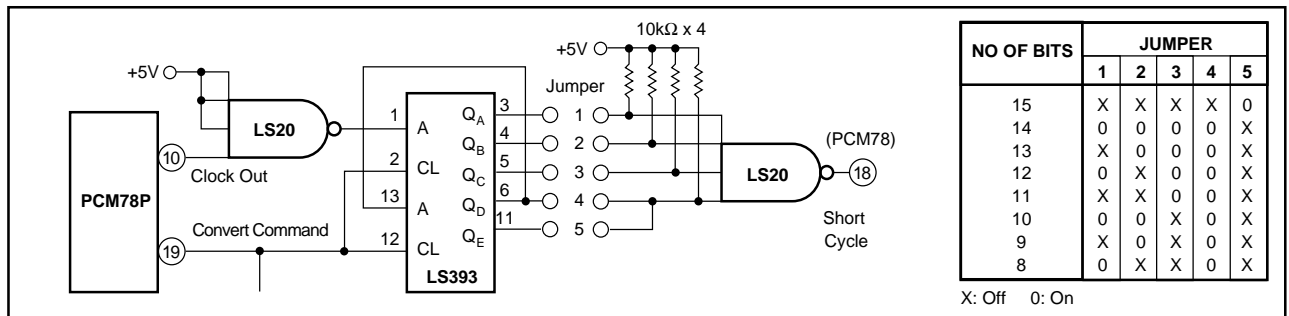 10kΩ x 4
+5V
+5V
Jumper
LS20
10
Clock Out
PCM78P
Convert Command
19
1
A
2
CL
13
A
12
CL
LS393
QA
3
QB
4
QC
5
QD
6
QE
11
1
2
3
4
5
LS20
(PCM78)
18
Short
Cycle
NO OF BITS JUMPER
1 2 3 4 5
15 X X X X 0
14 0 0 0 0 X
13 X 0 0 0 X
12 0 X 0 0 X
11 X X 0 0 X
10 0 0 X 0 X
9 X 0 X 0 X
8 0 X X 0 X
X: Off 0: On